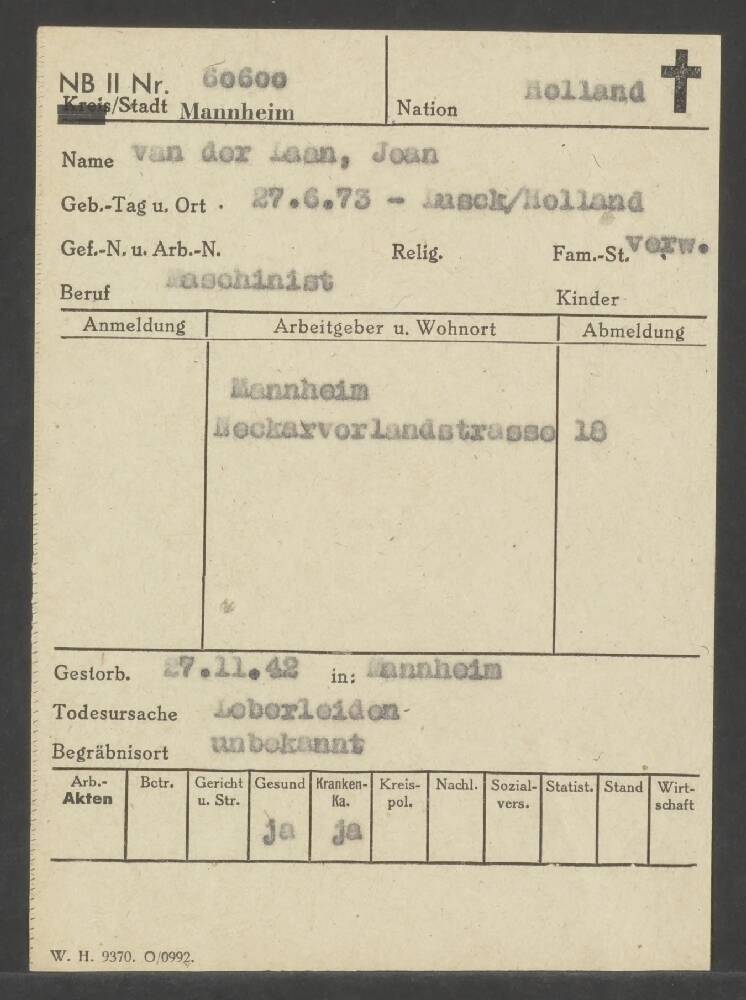 NB II Nr. 60600
Kreis/Stadt Mannheim
Nation Holland
Name van der Laan, Joan
Geb.-Tag u. Ort . 27.6.73 - Lusck/Holland
Gef.-N. u. Arb.-N. Relig. Fam.-St. verw.
Beruf Maschinist Kinder
Anmeldung Arbeitgeber u. Wohnort Abmeldung
Mannheim
Neckarvorlandstrasse 18
Gestorb. 27.11.42 in: Mannheim
Todesursache Leberleiden
Begräbnisort unbekannt
Arb.-Akten Betr. Gericht u. Str. Gesund Kranken-Ka. Kreis-pol. Nachl. Sozial-vers. Statist. Stand Wirt-schaft
ja ja
W. H. 9370. O/0992.